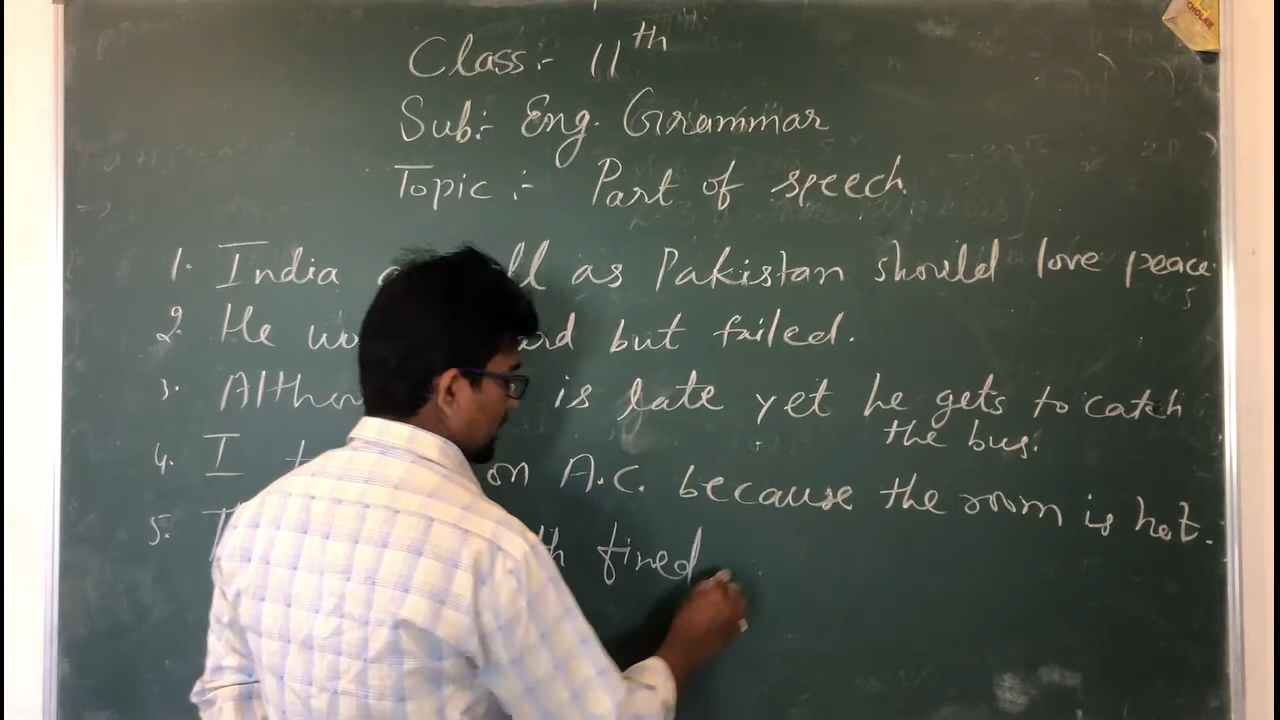 Class:- 11th
Sub:- Eng. Grammar
Topic :- Part of speech.
1. India as Pakistan should love peace.
2. He but failed.
3. is late yet he gets to catch
the bus.
4. I on A.C. because the room is hot.
5.
SCHOLAR